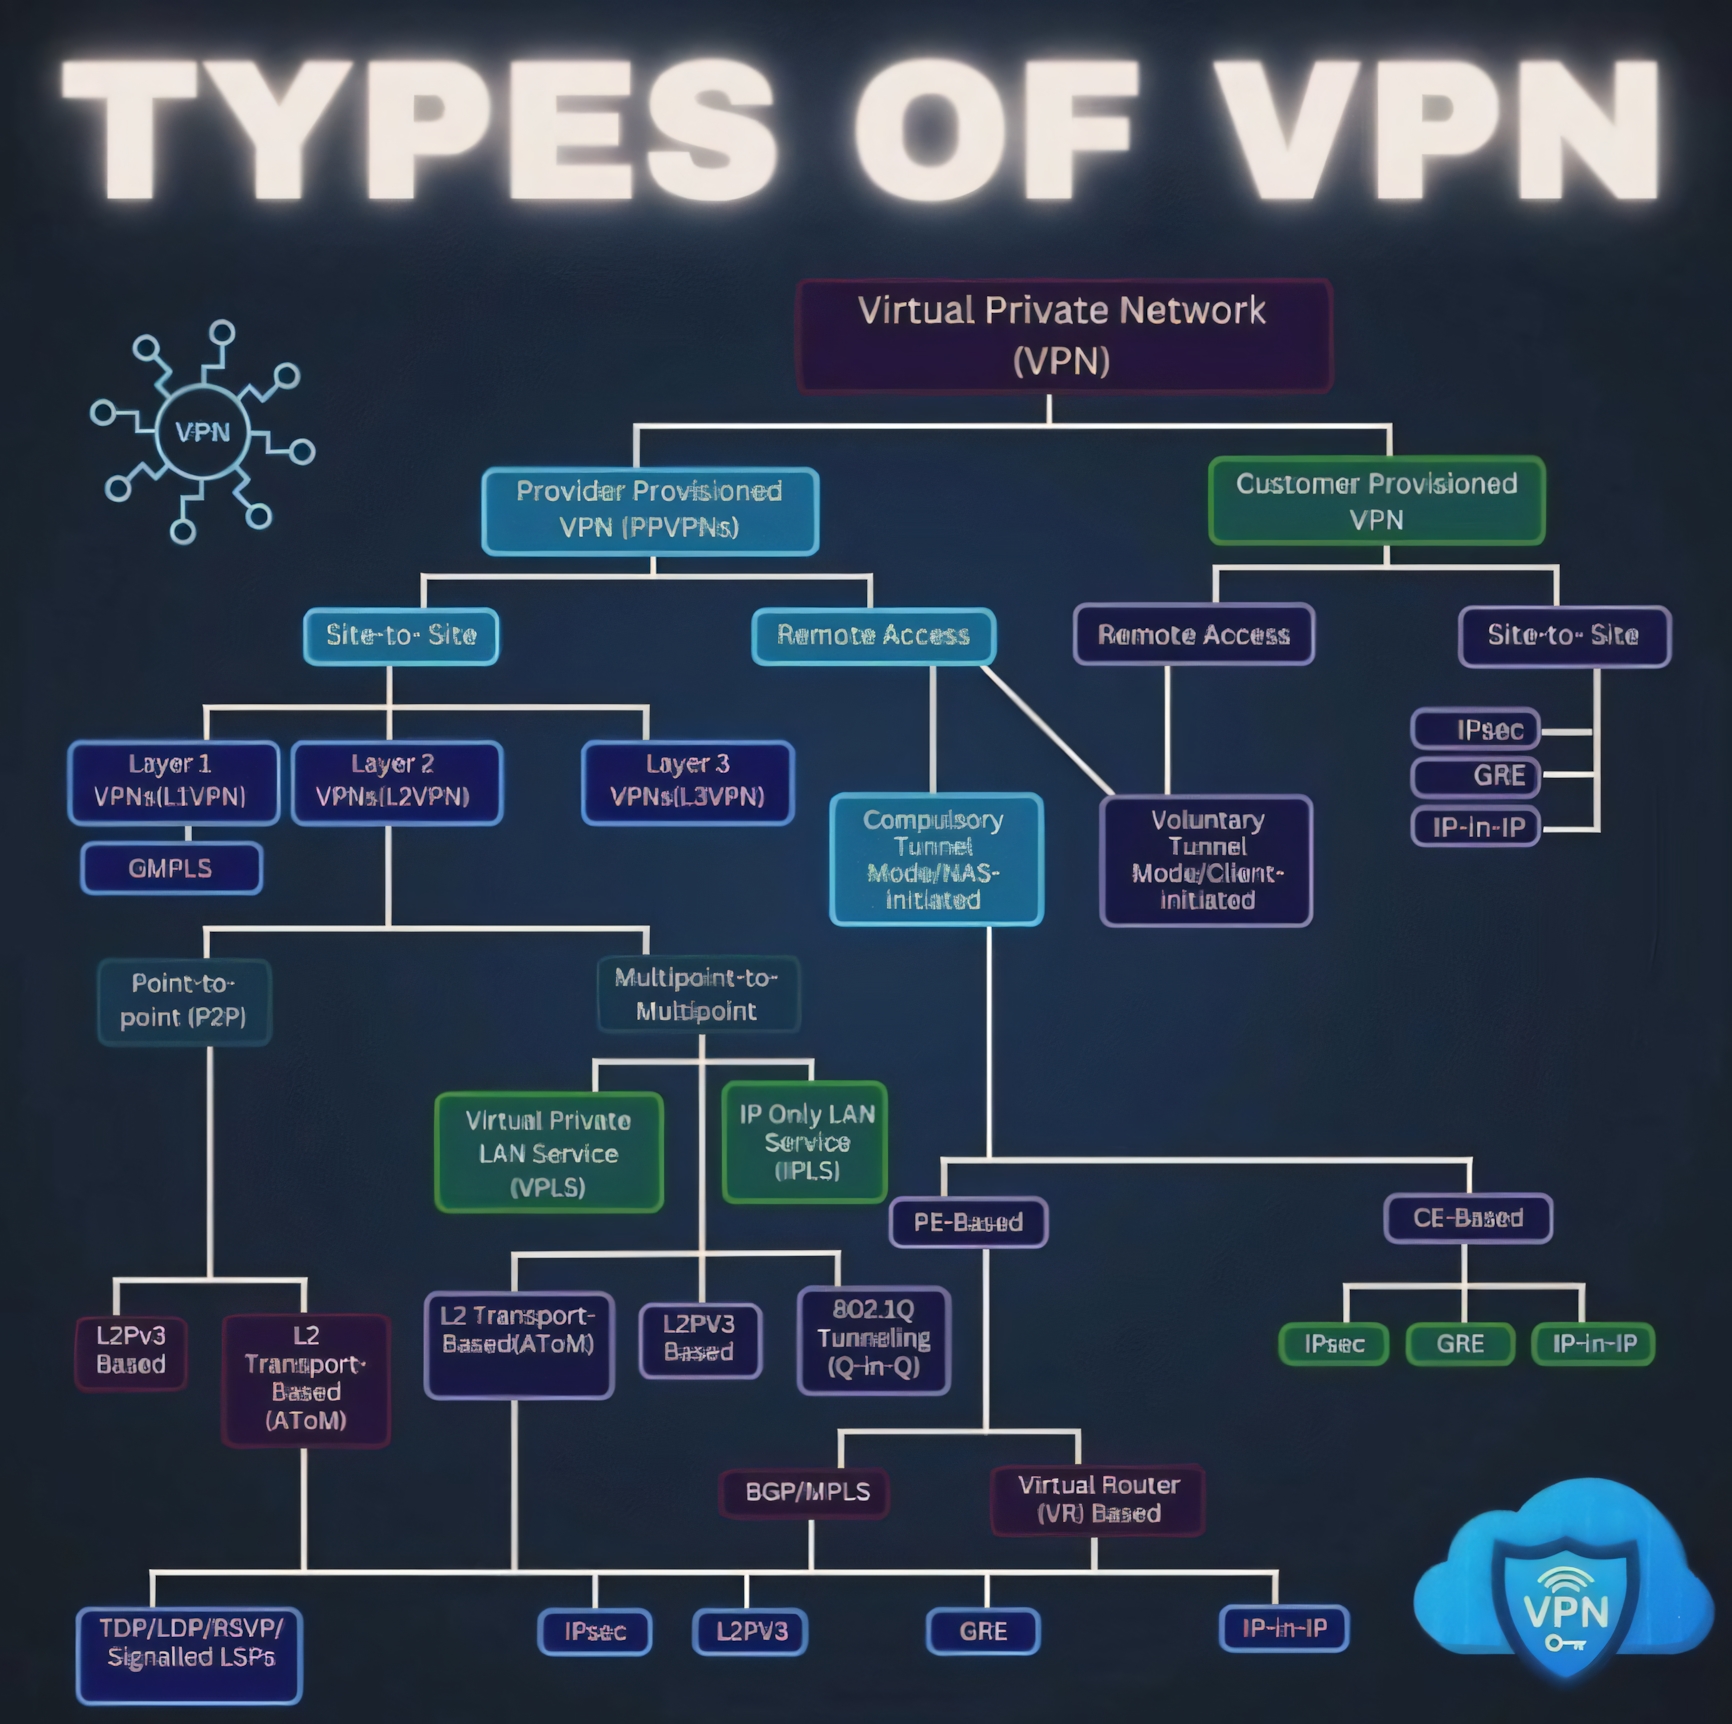 TYPES OF VPN
Virtual Private Network
(VPN)
VPN
Provider Provisioned
VPN (PPVPNs)
Customer Provisioned
VPN
Site-to- Site
Remote Access
Remote Access
Site-to- Site
Layer 1
VPNs(L1VPN)
Layer 2
VPNs(L2VPN)
Layer 3
VPNs(L3VPN)
IPsec
GRE
IP-in-IP
GMPLS
Compulsory
Tunnel
Mode/NAS-
initiated
Voluntary
Tunnel
Mode/Client-
initiated
Point-to-
point (P2P)
Multipoint-to-
Multipoint
Virtual Private
LAN Service
(VPLS)
IP Only LAN
Service
(IPLS)
PE-Based
CE-Based
L2Pv3
Based
L2
Transport-
Based
(AToM)
L2 Transport-
Based(AToM)
L2PV3
Based
802.1Q
Tunneling
(Q-in-Q)
IPsec
GRE
IP-in-IP
BGP/MPLS
Virtual Router
(VR) Based
TDP/LDP/RSVP/
Signalled LSPs
IPsec
L2PV3
GRE
IP-in-IP
VPN